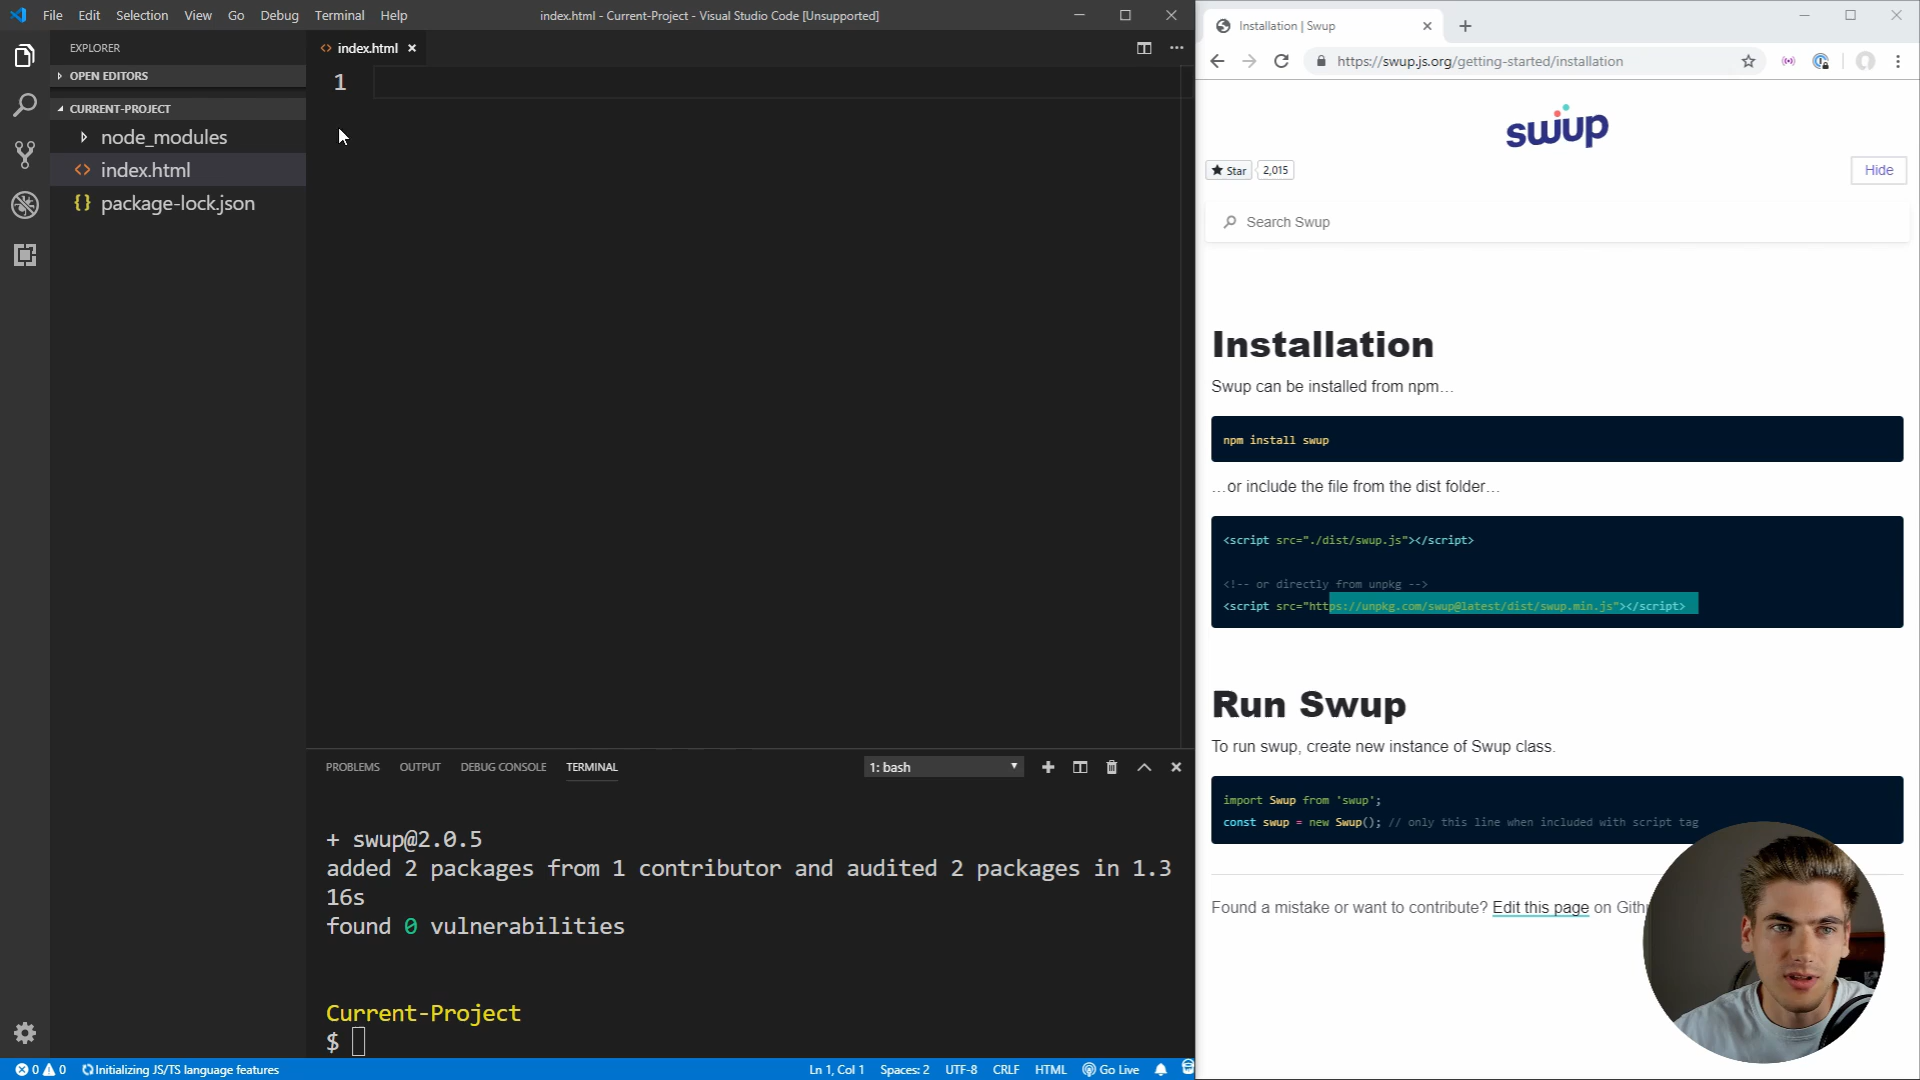 File Edit Selection View Go Debug Terminal Help
index.html - Current-Project - Visual Studio Code [Unsupported]
EXPLORER
OPEN EDITORS
CURRENT-PROJECT
node_modules
index.html
package-lock.json
index.html
1
PROBLEMS OUTPUT DEBUG CONSOLE TERMINAL
1: bash
+ swup@2.0.5
added 2 packages from 1 contributor and audited 2 packages in 1.3
16s
found 0 vulnerabilities
Current-Project
$
0 0 Initializing JS/TS language features
Ln 1, Col 1 Spaces: 2 UTF-8 CRLF HTML Go Live
Installation | Swup
https://swup.js.org/getting-started/installation
swup
Star 2,015
Hide
Search Swup
Installation
Swup can be installed from npm…
npm install swup
…or include the file from the dist folder…
<script src="./dist/swup.js"></script>
<!-- or directly from unpkg -->
<script src="https://unpkg.com/swup@latest/dist/swup.min.js"></script>
Run Swup
To run swup, create new instance of Swup class.
import Swup from 'swup';
const swup = new Swup(); // only this line when included with script tag
Found a mistake or want to contribute? Edit this page on